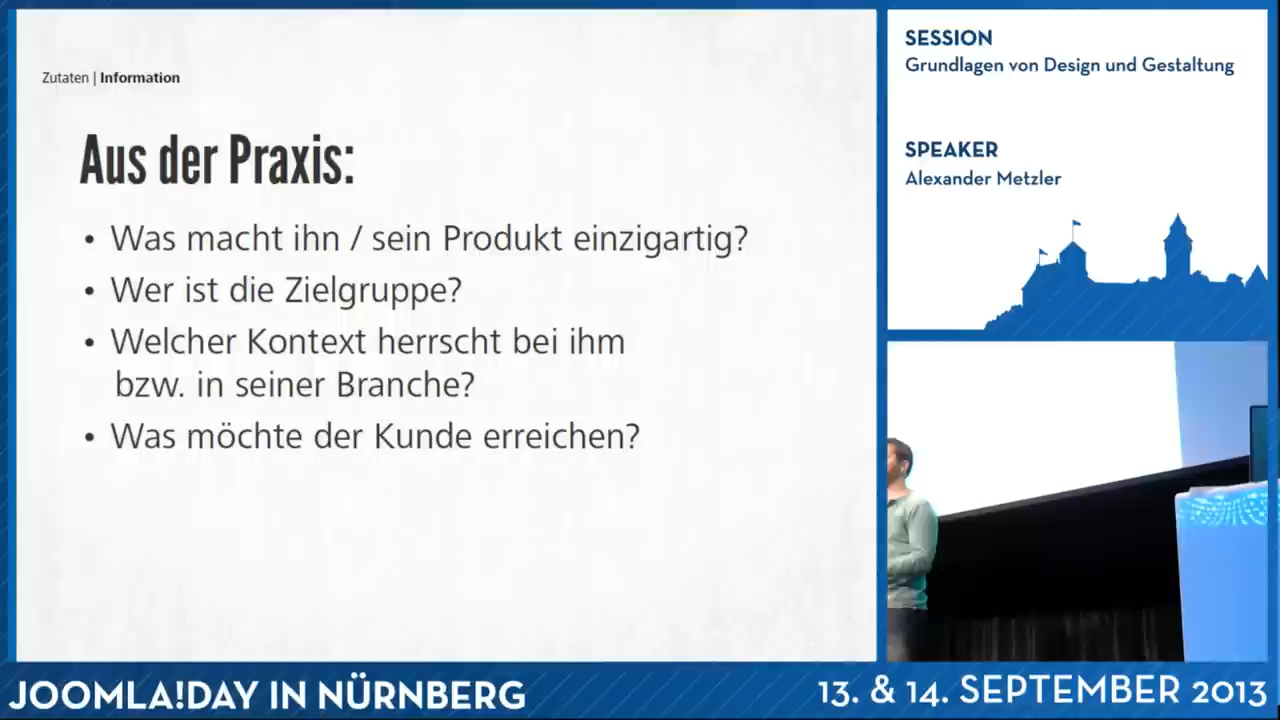 Zutaten | Information
Aus der Praxis:
• Was macht ihn / sein Produkt einzigartig?
• Wer ist die Zielgruppe?
• Welcher Kontext herrscht bei ihm
bzw. in seiner Branche?
• Was möchte der Kunde erreichen?
SESSION
Grundlagen von Design und Gestaltung
SPEAKER
Alexander Metzler
JOOMLA!DAY IN NÜRNBERG
13. & 14. SEPTEMBER 2013